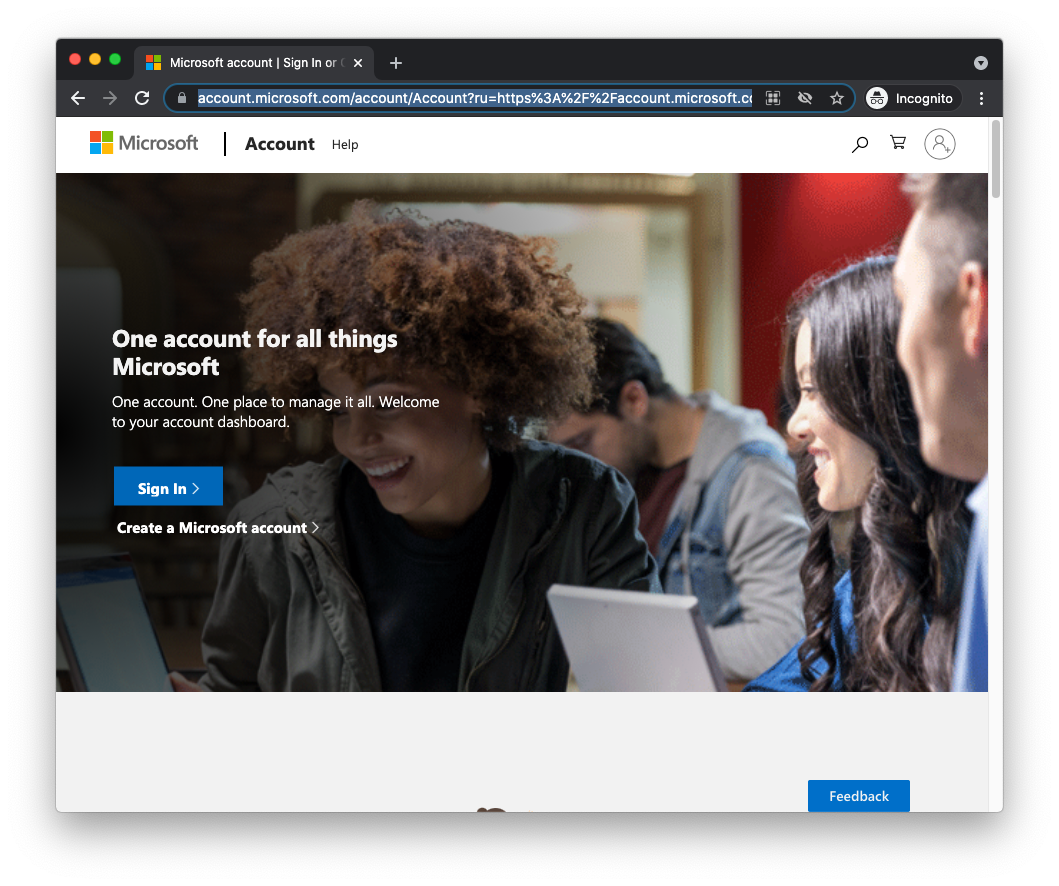 Microsoft account | Sign In or
account.microsoft.com/account/Account?ru=https%3A%2F%2Faccount.microsoft.co
Incognito
Microsoft | Account Help
One account for all things
Microsoft
One account. One place to manage it all. Welcome
to your account dashboard.
Sign In >
Create a Microsoft account >
Feedback